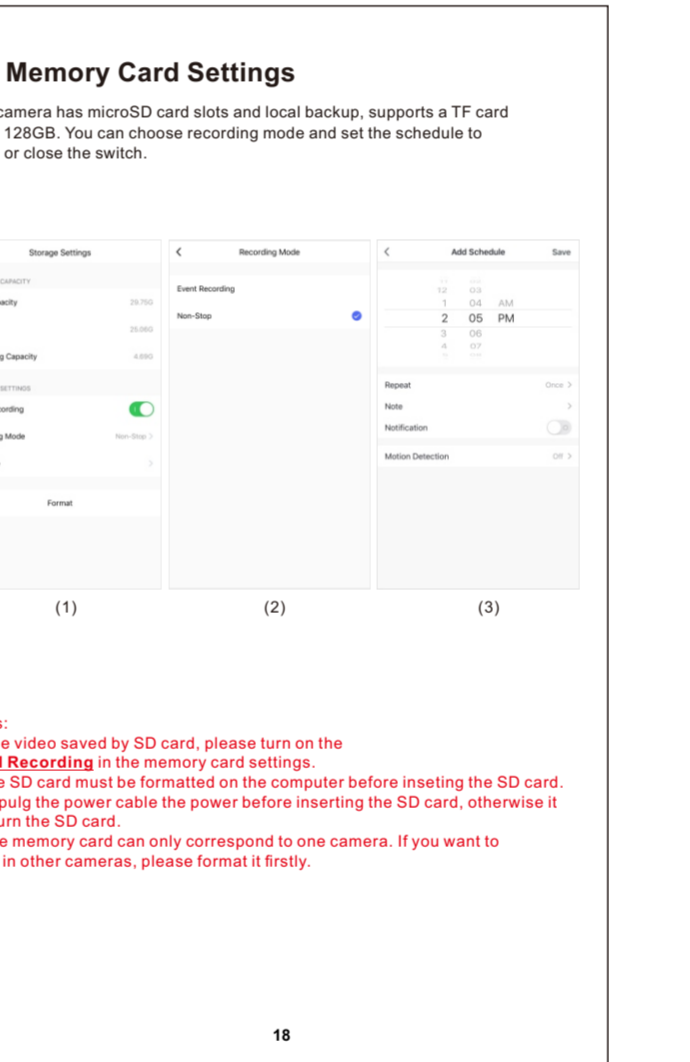 Memory Card Settings
camera has microSD card slots and local backup, supports a TF card
128GB. You can choose recording mode and set the schedule to
or close the switch.
Storage Settings
CAPACITY
acity 29.75G
25.06G
g Capacity 4.69G
SETTINGS
ording
g Mode Non-Stop >
>
Format
(1)
< Recording Mode
Event Recording
Non-Stop
(2)
< Add Schedule Save
12 03
1 04 AM
2 05 PM
3 06
4 07
Repeat Once >
Note >
Notification
Motion Detection Off >
(3)
s:
e video saved by SD card, please turn on the
l Recording in the memory card settings.
e SD card must be formatted on the computer before inseting the SD card.
pulg the power cable the power before inserting the SD card, otherwise it
urn the SD card.
e memory card can only correspond to one camera. If you want to
in other cameras, please format it firstly.
18